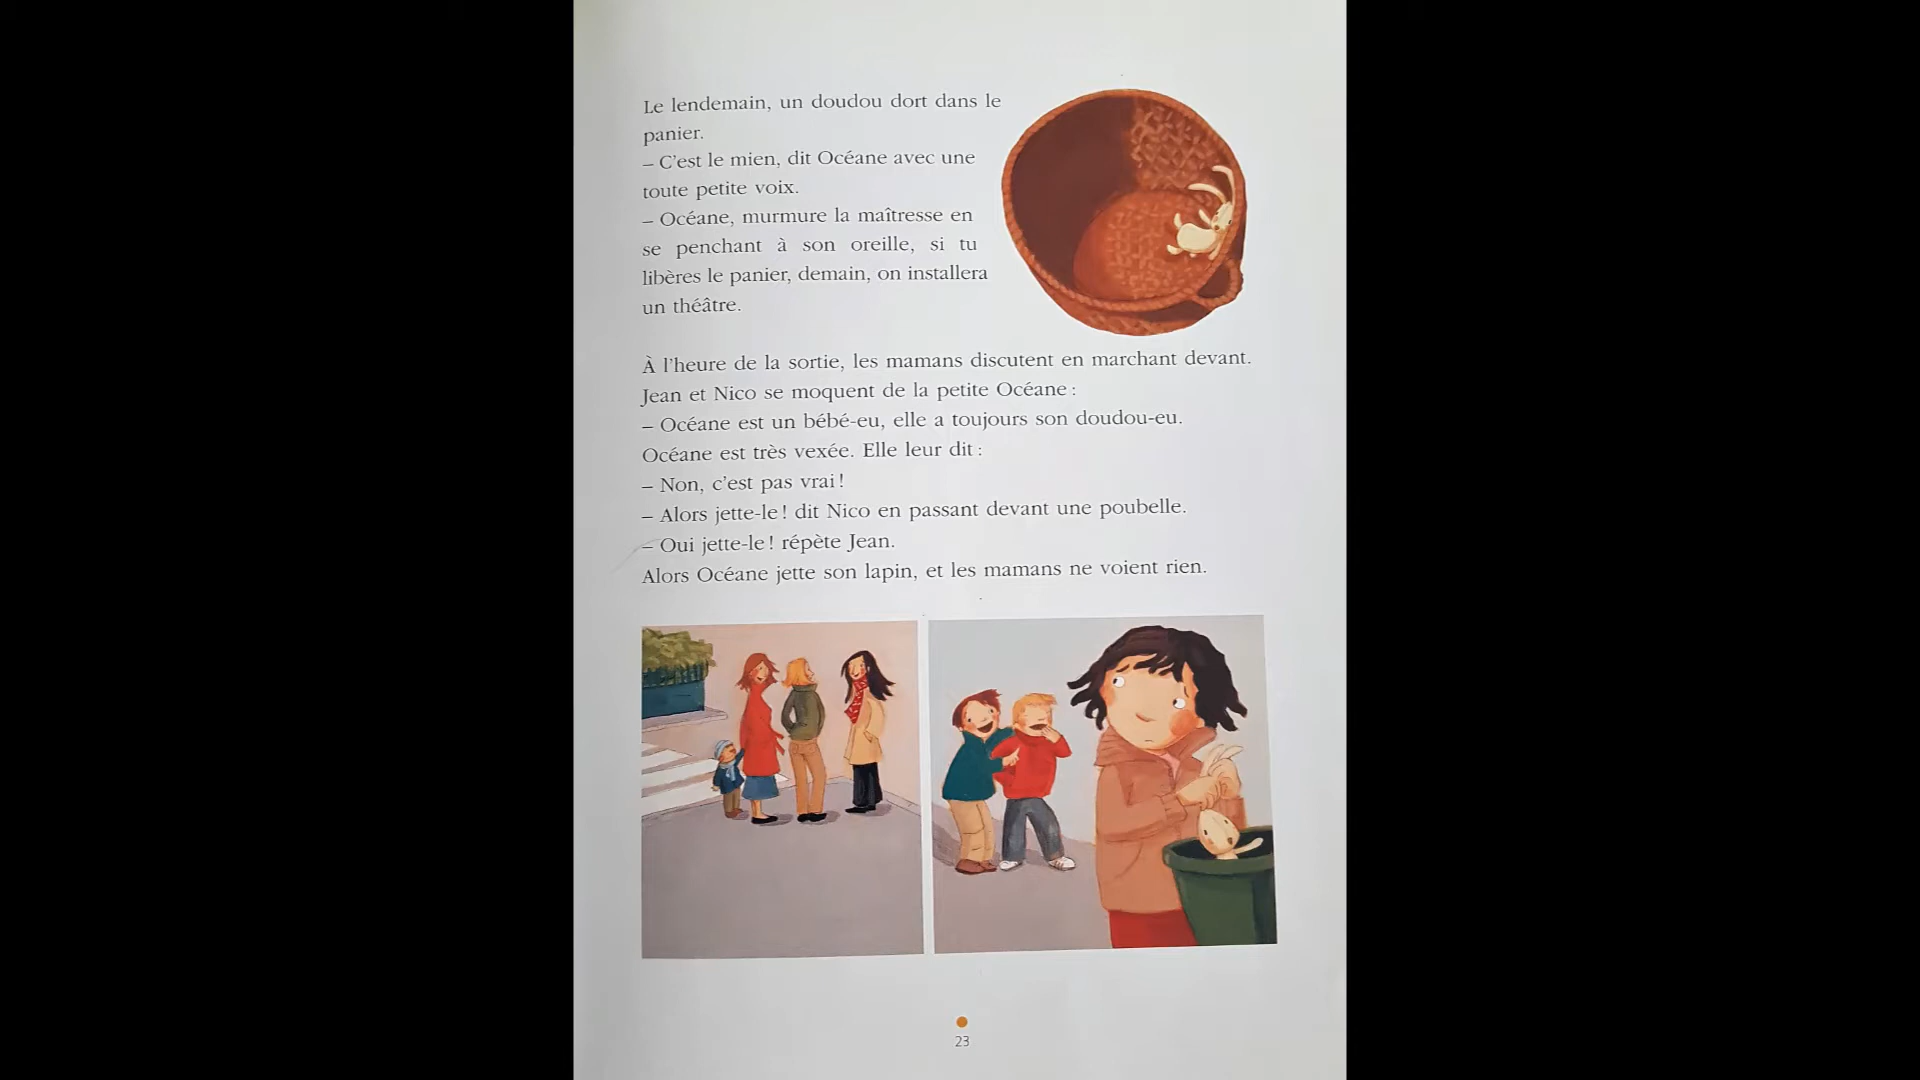 Le lendemain, un doudou dort dans le
panier.
– C'est le mien, dit Océane avec une
toute petite voix.
– Océane, murmure la maîtresse en
se penchant à son oreille, si tu
libères le panier, demain, on installera
un théâtre.
À l'heure de la sortie, les mamans discutent en marchant devant.
Jean et Nico se moquent de la petite Océane :
– Océane est un bébé-eu, elle a toujours son doudou-eu.
Océane est très vexée. Elle leur dit :
– Non, c'est pas vrai !
– Alors jette-le ! dit Nico en passant devant une poubelle.
– Oui jette-le ! répète Jean.
Alors Océane jette son lapin, et les mamans ne voient rien.
23